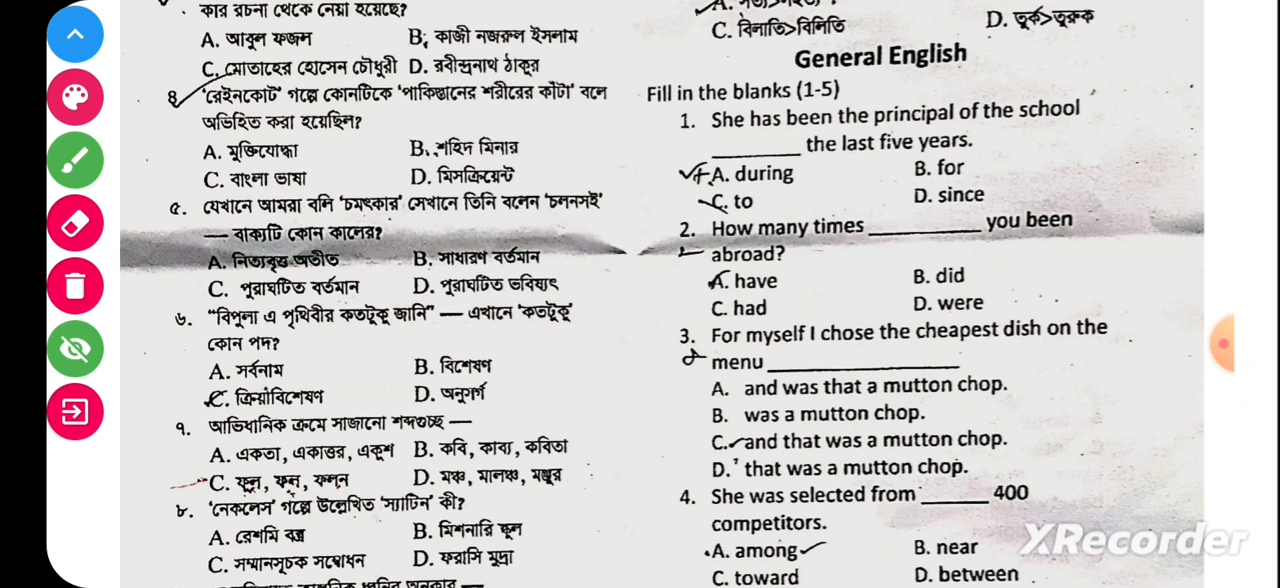 কার রচনা থেকে নেয়া হয়েছে?
A. আবুল ফজল B. কাজী নজরুল ইসলাম
C. মোতাহের হোসেন চৌধুরী D. রবীন্দ্রনাথ ঠাকুর
৪. 'রেইনকোট' গল্পে কোনটিকে 'পাকিস্তানের শরীরের কাঁটা' বলে
অভিহিত করা হয়েছিল?
A. মুক্তিযোদ্ধা B. শহিদ মিনার
C. বাংলা ভাষা D. মিসক্রিয়েন্ট
৫. যেখানে আমরা বলি 'চমৎকার' সেখানে তিনি বলেন 'চলনসই'
— বাক্যটি কোন কালের?
A. নিত্যবৃত্ত অতীত B. সাধারণ বর্তমান
C. পুরাঘটিত বর্তমান D. পুরাঘটিত ভবিষ্যৎ
৬. "বিপুলা এ পৃথিবীর কতটুকু জানি" — এখানে 'কতটুকু'
কোন পদ?
A. সর্বনাম B. বিশেষণ
C. ক্রিয়াবিশেষণ D. অনুসর্গ
৭. আভিধানিক ক্রমে সাজানো শব্দগুচ্ছ —
A. একতা, একাত্তর, একুশ B. কবি, কাব্য, কবিতা
C. ফুল, ফল, ফলন D. মঞ্চ, মালঞ্চ, ময়ূর
৮. 'নেকলেস' গল্পে উল্লেখিত 'স্যাটিন' কী?
A. রেশমি বস্ত্র B. মিশনারি স্কুল
C. সম্মানসূচক সম্বোধন D. ফরাসি মুদ্রা
C. বিলাতি>বিলিতি D. তুর্ক>তুরুক
General English
Fill in the blanks (1-5)
1. She has been the principal of the school
________ the last five years.
A. during B. for
C. to D. since
2. How many times ________ you been
abroad?
A. have B. did
C. had D. were
3. For myself I chose the cheapest dish on the
menu ________
A. and was that a mutton chop.
B. was a mutton chop.
C. and that was a mutton chop.
D. that was a mutton chop.
4. She was selected from ______ 400
competitors.
A. among B. near
C. toward D. between
XRecorder